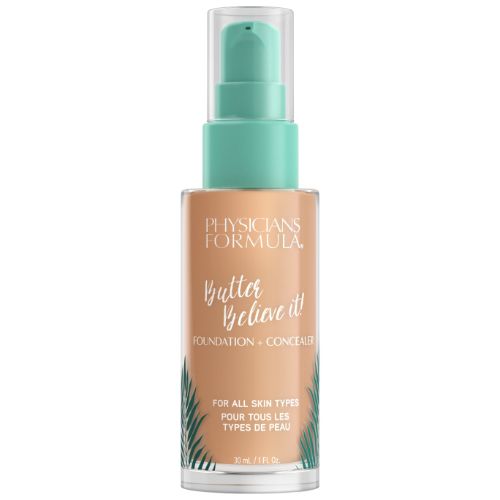 PHYSICIANS
FORMULA®
Butter
Believe it!
FOUNDATION + CONCEALER
FOR ALL SKIN TYPES
POUR TOUS LES
TYPES DE PEAU
30 mL / 1 FL Oz.